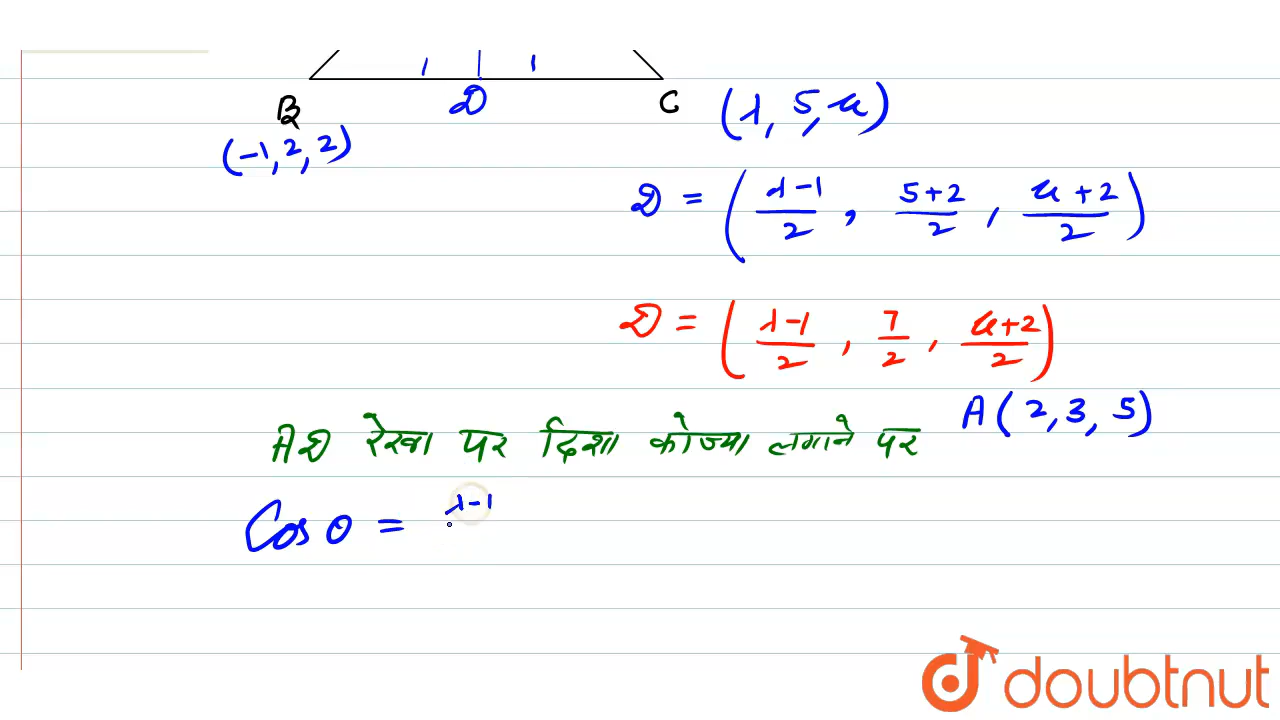 B D C (λ, 5, μ)
(-1, 2, 2)
D = ( λ-1/2 , 5+2/2 , μ+2/2 )
D = ( λ-1/2 , 7/2 , μ+2/2 )
A ( 2, 3, 5 )
AD रेखा पर दिशा कोज्या लगाने पर
Cos θ = λ-1
doubtnut